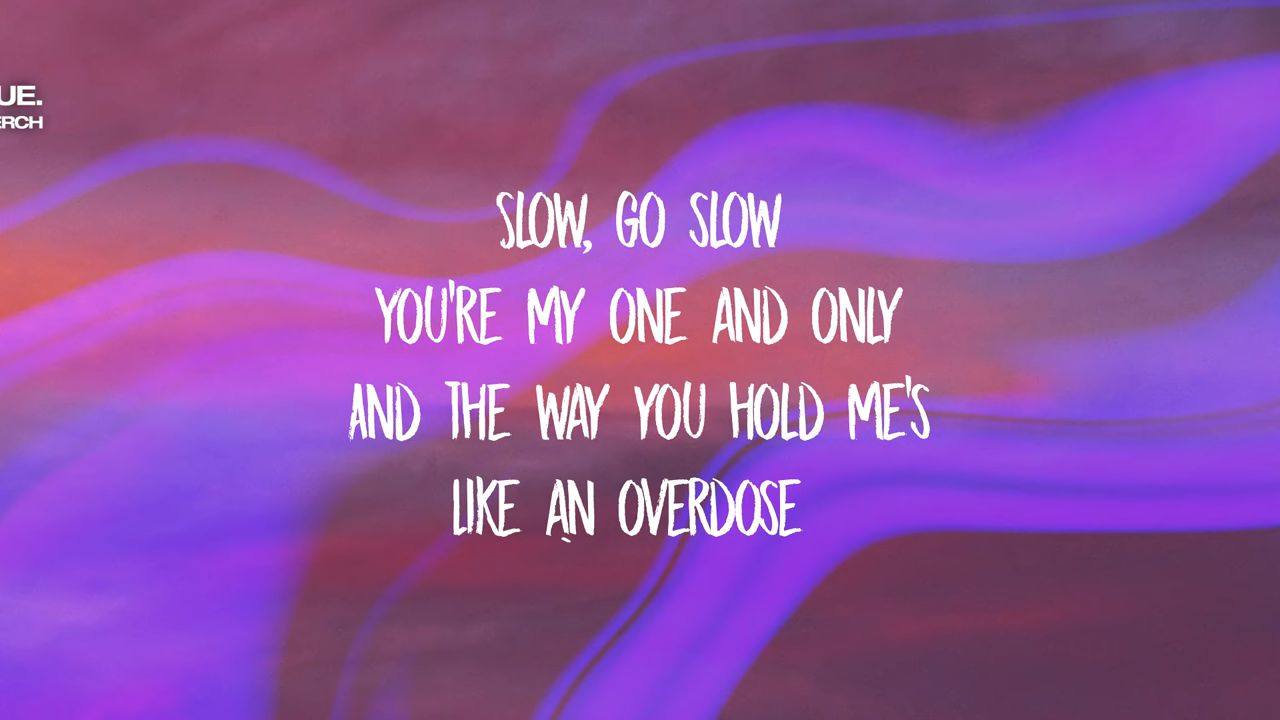 UE.
ERCH
SLOW, GO SLOW
YOU'RE MY ONE AND ONLY
AND THE WAY YOU HOLD ME'S
LIKE AN OVERDOSE